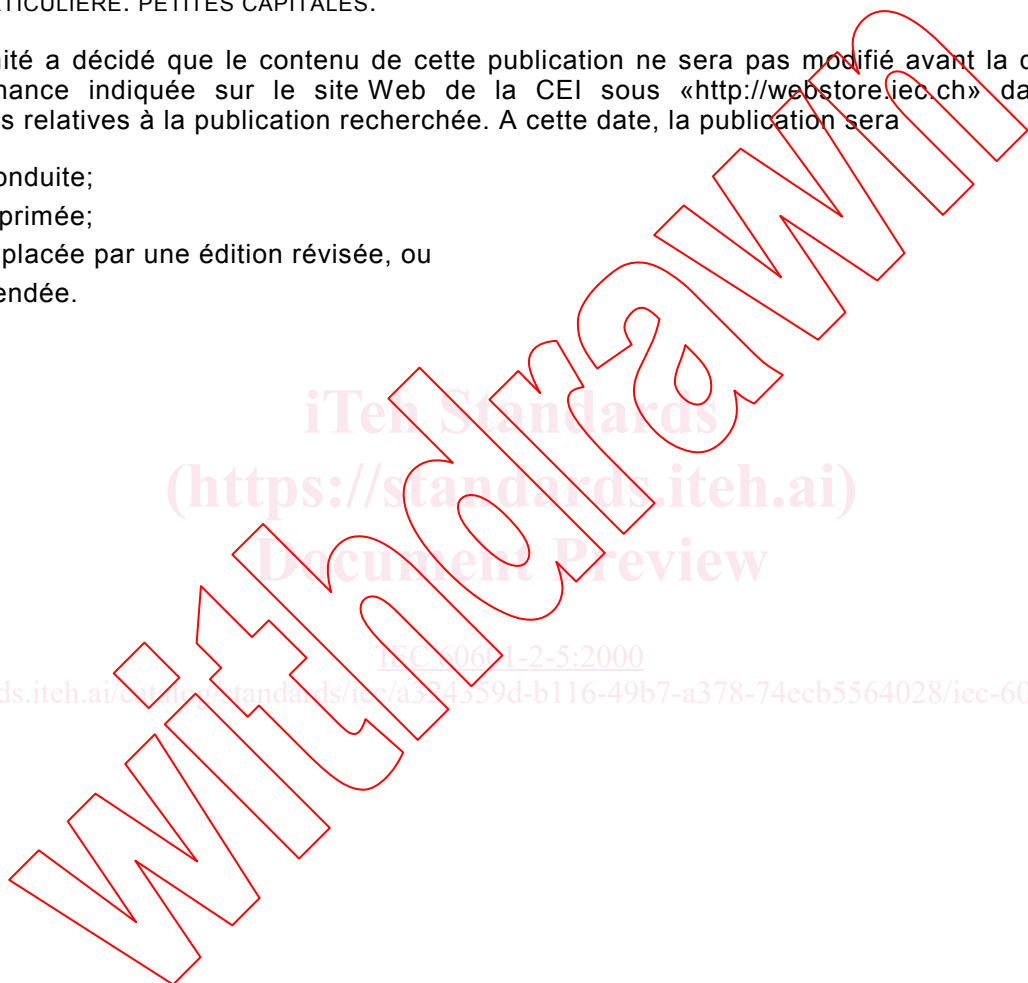 PETITES CAPITALES.
ité a décidé que le contenu de cette publication ne sera pas modifié avant la
indiquée sur le site Web de la CEI sous «http://webstore.iec.ch»
relatives à la publication recherchée. A cette date, la publication sera
onduite;
primée;
placée par une édition révisée, ou
endée.
iTeh Standards
(https://standards.iteh.ai)
Document Preview
IEC 60601-2-5:2000
ds.iteh.ai/catalog/standards/iec/a324359d-b116-49b7-a378-74ecb5564028/iec-60
withdrawn